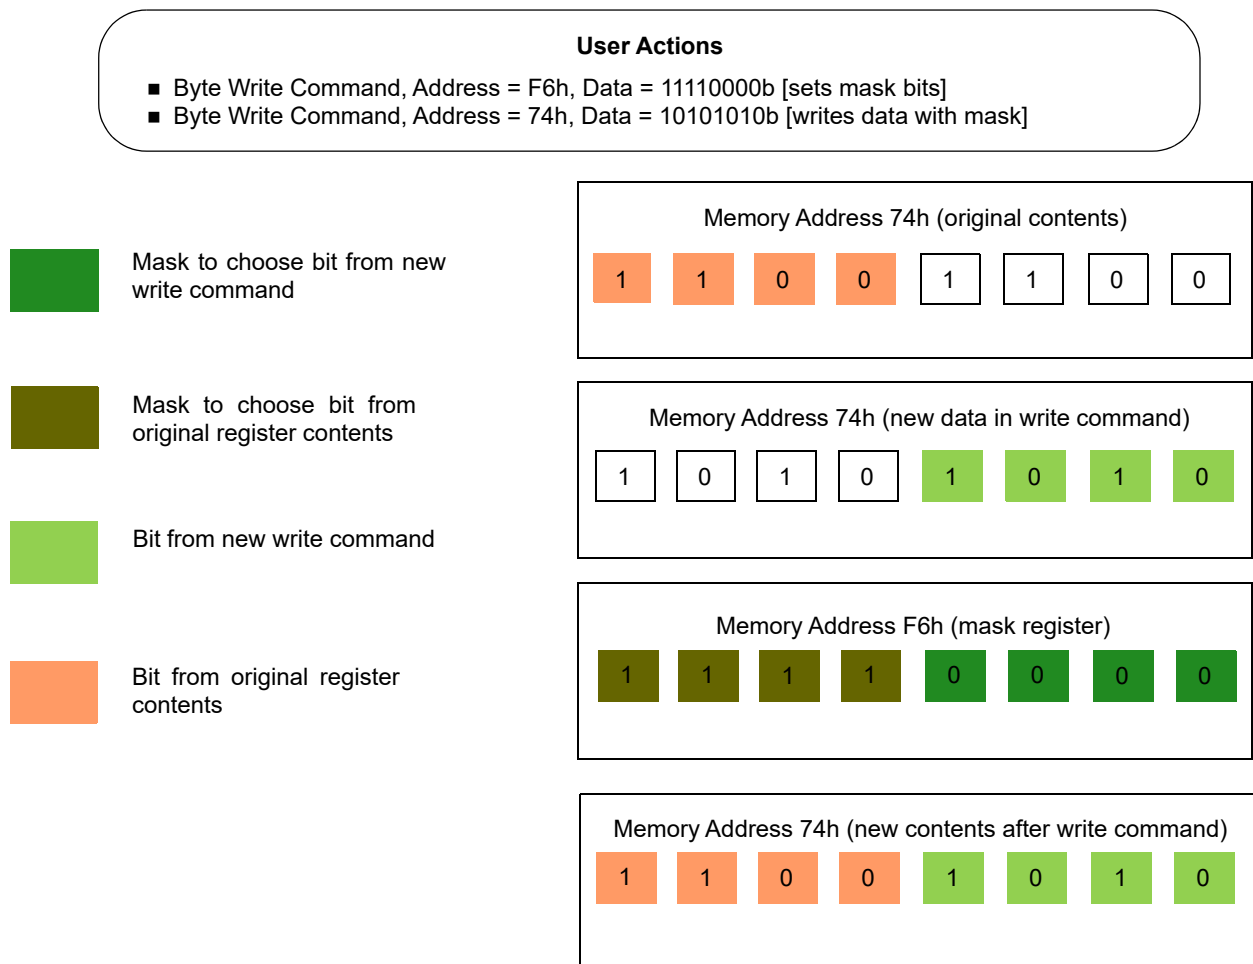 User Actions
■ Byte Write Command, Address = F6h, Data = 11110000b [sets mask bits]
■ Byte Write Command, Address = 74h, Data = 10101010b [writes data with mask]
Mask to choose bit from new
write command
Mask to choose bit from
original register contents
Bit from new write command
Bit from original register
contents
Memory Address 74h (original contents)
1 1 0 0 1 1 0 0
Memory Address 74h (new data in write command)
1 0 1 0 1 0 1 0
Memory Address F6h (mask register)
1 1 1 1 0 0 0 0
Memory Address 74h (new contents after write command)
1 1 0 0 1 0 1 0